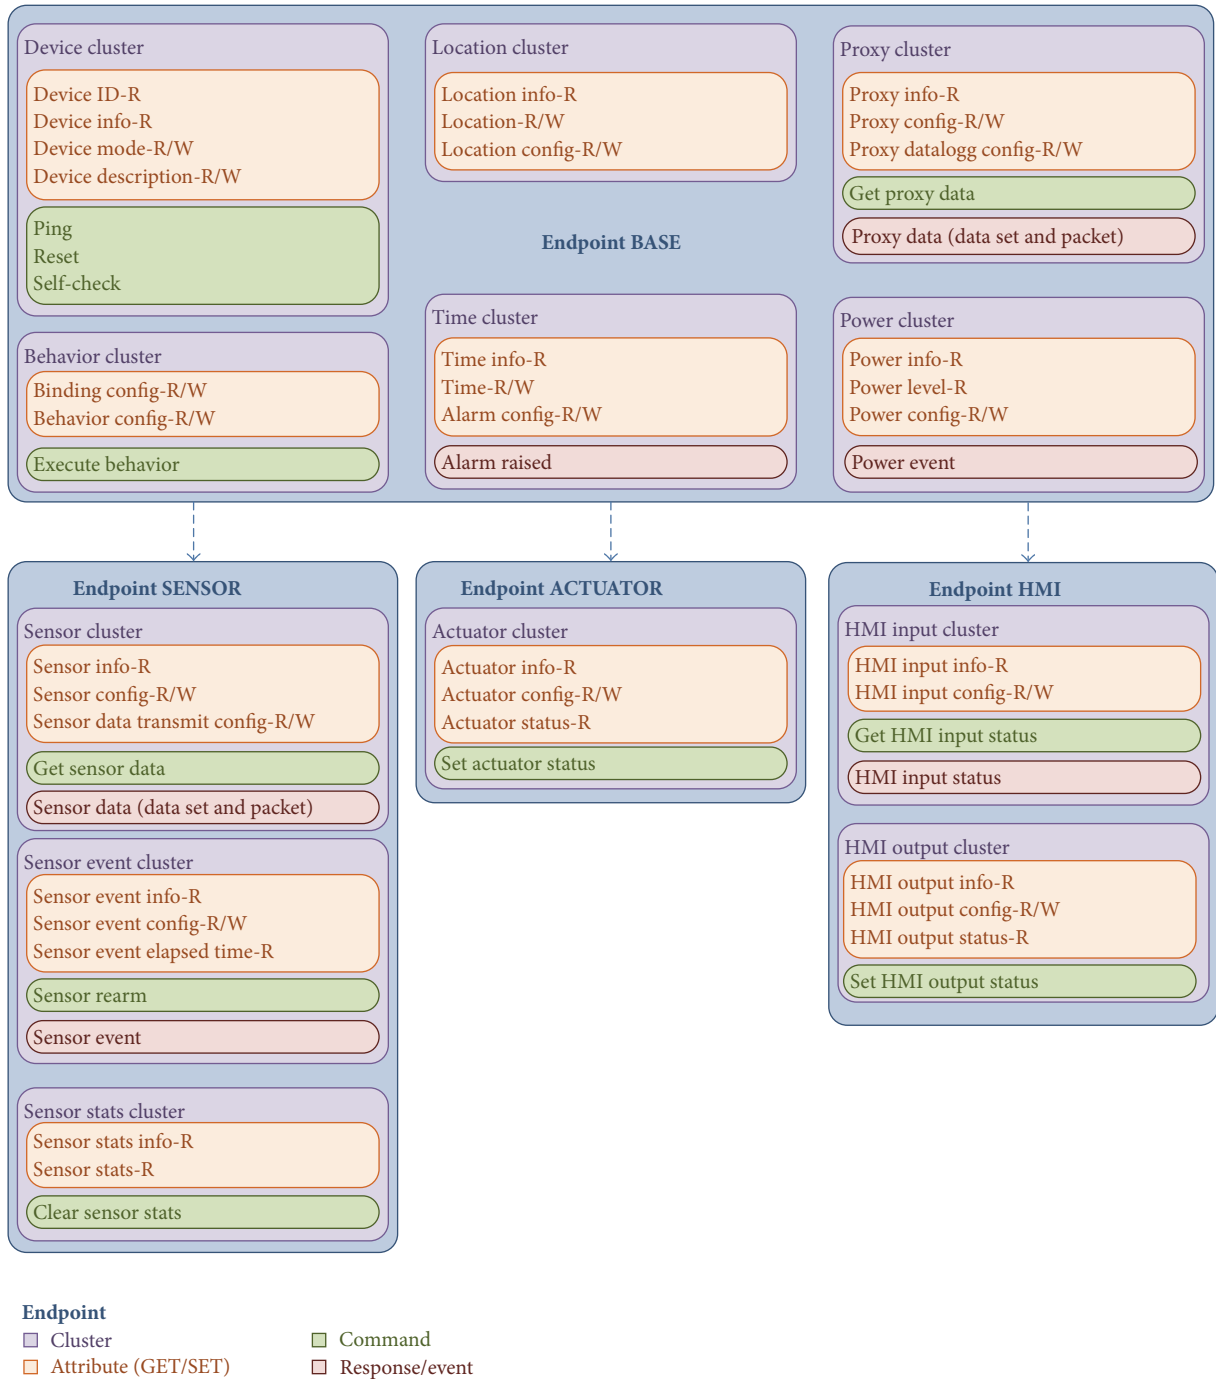 Device cluster
Device ID-R
Device info-R
Device mode-R/W
Device description-R/W
Ping
Reset
Self-check
Behavior cluster
Binding config-R/W
Behavior config-R/W
Execute behavior
Location cluster
Location info-R
Location-R/W
Location config-R/W
Endpoint BASE
Time cluster
Time info-R
Time-R/W
Alarm config-R/W
Alarm raised
Proxy cluster
Proxy info-R
Proxy config-R/W
Proxy datalogg config-R/W
Get proxy data
Proxy data (data set and packet)
Power cluster
Power info-R
Power level-R
Power config-R/W
Power event
Endpoint SENSOR
Sensor cluster
Sensor info-R
Sensor config-R/W
Sensor data transmit config-R/W
Get sensor data
Sensor data (data set and packet)
Sensor event cluster
Sensor event info-R
Sensor event config-R/W
Sensor event elapsed time-R
Sensor rearm
Sensor event
Sensor stats cluster
Sensor stats info-R
Sensor stats-R
Clear sensor stats
Endpoint ACTUATOR
Actuator cluster
Actuator info-R
Actuator config-R/W
Actuator status-R
Set actuator status
Endpoint HMI
HMI input cluster
HMI input info-R
HMI input config-R/W
Get HMI input status
HMI input status
HMI output cluster
HMI output info-R
HMI output config-R/W
HMI output status-R
Set HMI output status
Endpoint
Cluster
Attribute (GET/SET)
Command
Response/event